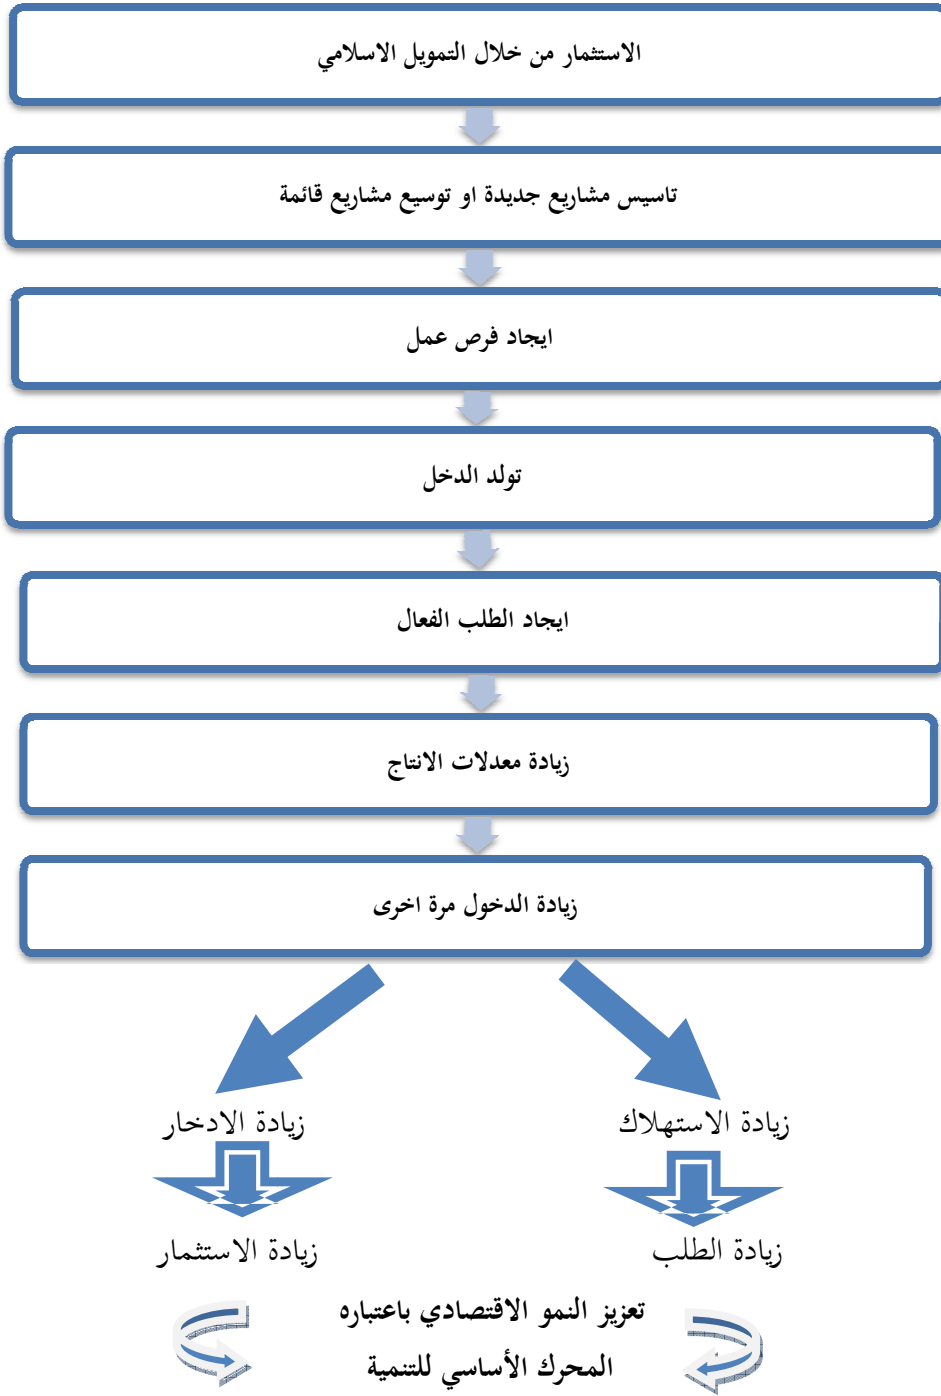 الاستثمار من خلال التمويل الاسلامي
تاسيس مشاريع جديدة او توسيع مشاريع قائمة
ايجاد فرص عمل
تولد الدخل
ايجاد الطلب الفعال
زيادة معدلات الانتاج
زيادة الدخول مرة اخرى
زيادة الاستهلاك
زيادة الادخار
زيادة الطلب
زيادة الاستثمار
تعزيز النمو الاقتصادي باعتباره
المحرك الأساسي للتنمية